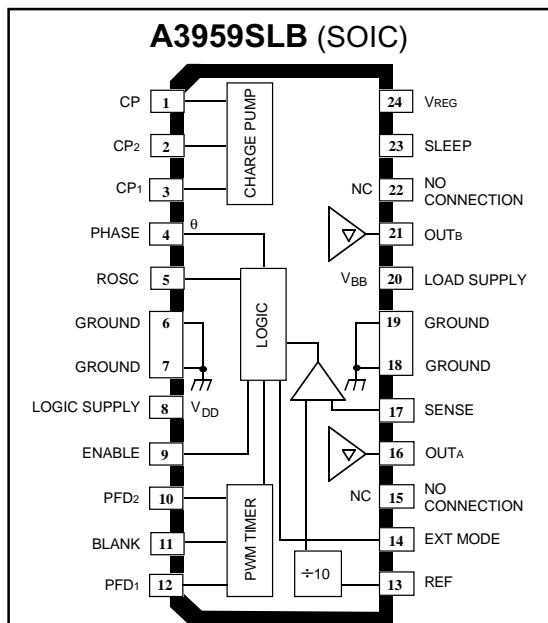 A3959SLB (SOIC)
CP 1
CP2 2
CP1 3
PHASE 4 θ
ROSC 5
GROUND 6
GROUND 7
LOGIC SUPPLY 8 VDD
ENABLE 9
PFD2 10
BLANK 11
PFD1 12
CHARGE PUMP
LOGIC
PWM TIMER
÷10
24 VREG
23 SLEEP
NC 22 NO
CONNECTION
21 OUTB
VBB 20 LOAD SUPPLY
19 GROUND
18 GROUND
17 SENSE
16 OUTA
NC 15 NO
CONNECTION
14 EXT MODE
13 REF